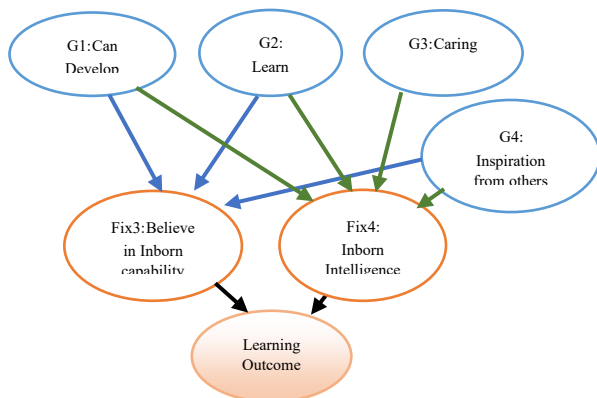 G1:Can
Develop
G2:
Learn
G3:Caring
G4:
Inspiration
from others
Fix3:Believe
in Inborn
capability
Fix4:
Inborn
Intelligence
Learning
Outcome